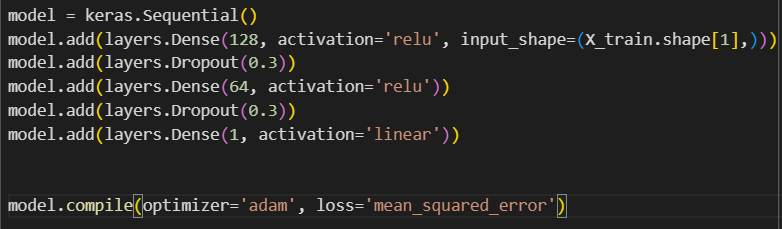 model = keras.Sequential()
model.add(layers.Dense(128, activation='relu', input_shape=(X_train.shape[1],)))
model.add(layers.Dropout(0.3))
model.add(layers.Dense(64, activation='relu'))
model.add(layers.Dropout(0.3))
model.add(layers.Dense(1, activation='linear'))
model.compile(optimizer='adam', loss='mean_squared_error')